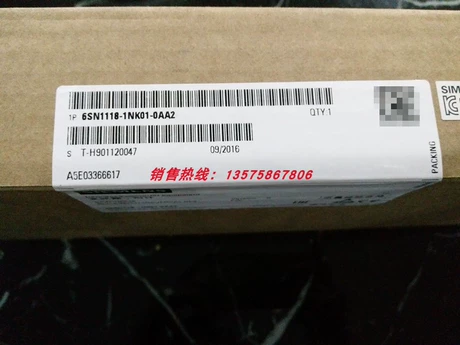 1P 6SN1118-1NK01-0AA2 QTY:1
S T-H901120047 09/2016
A5E03366617
销售热线：13575867806
PACKING
SIM